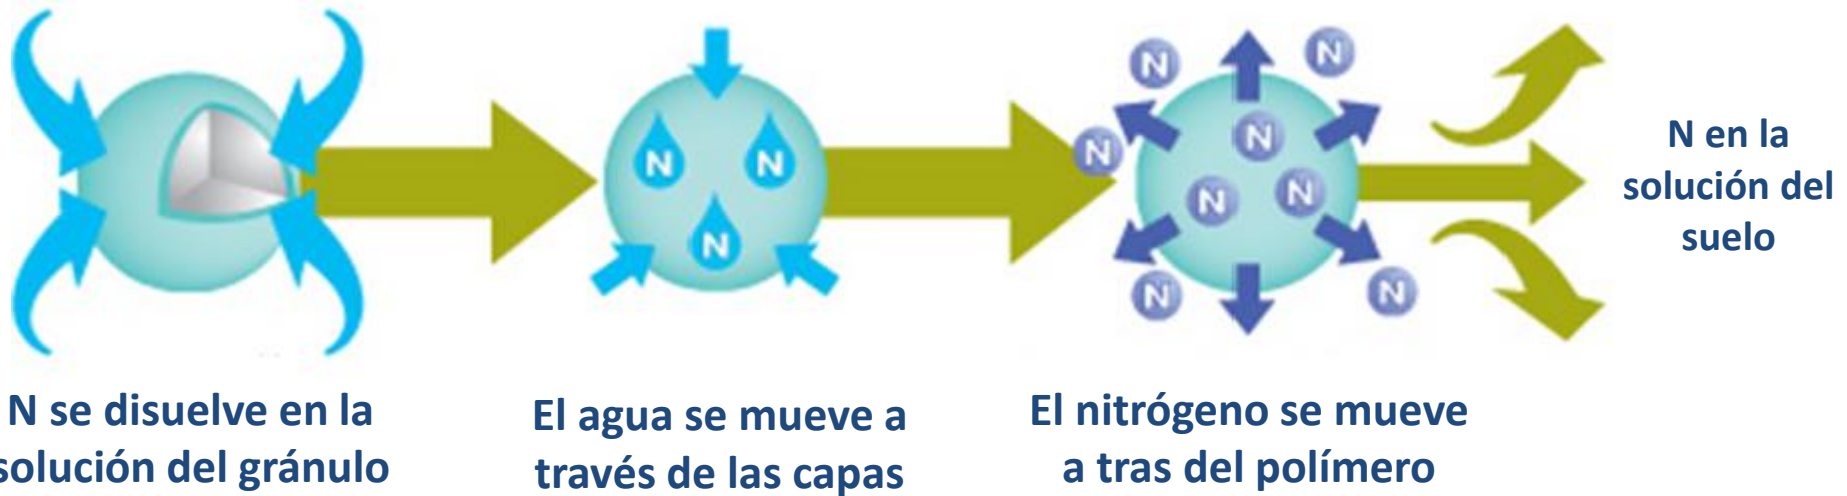 N
N
N
N
N
N
N
N
N
N
N
N en la
solución del
suelo
N se disuelve en la
solución del gránulo
El agua se mueve a
través de las capas
El nitrógeno se mueve
a tras del polímero